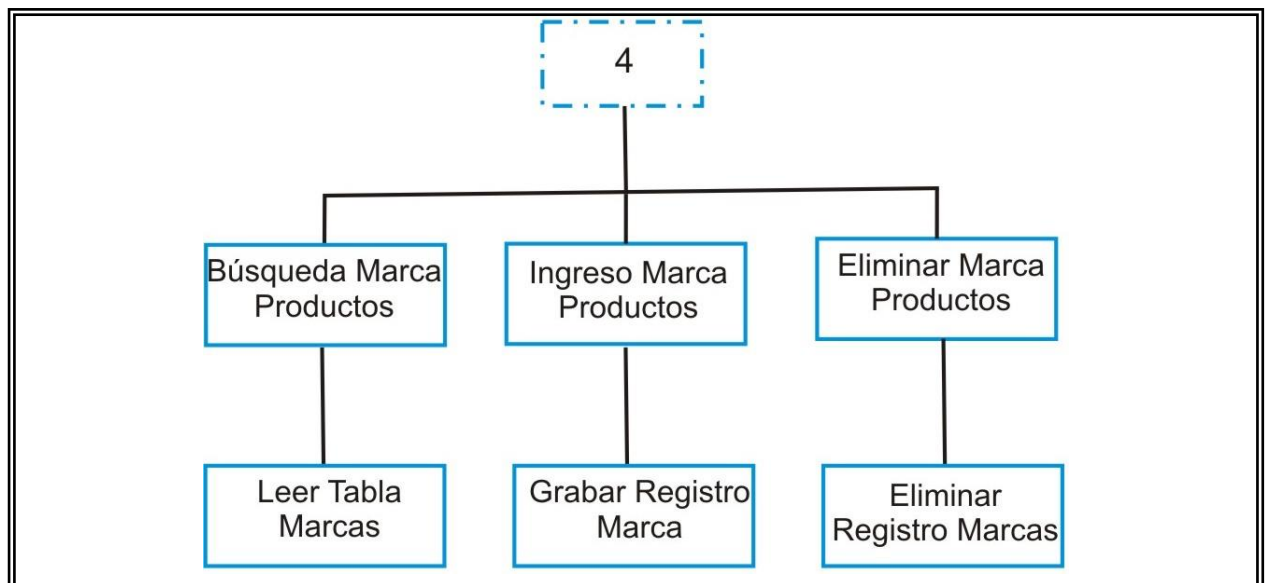 4
Búsqueda Marca
Productos
Ingreso Marca
Productos
Eliminar Marca
Productos
Leer Tabla
Marcas
Grabar Registro
Marca
Eliminar
Registro Marcas